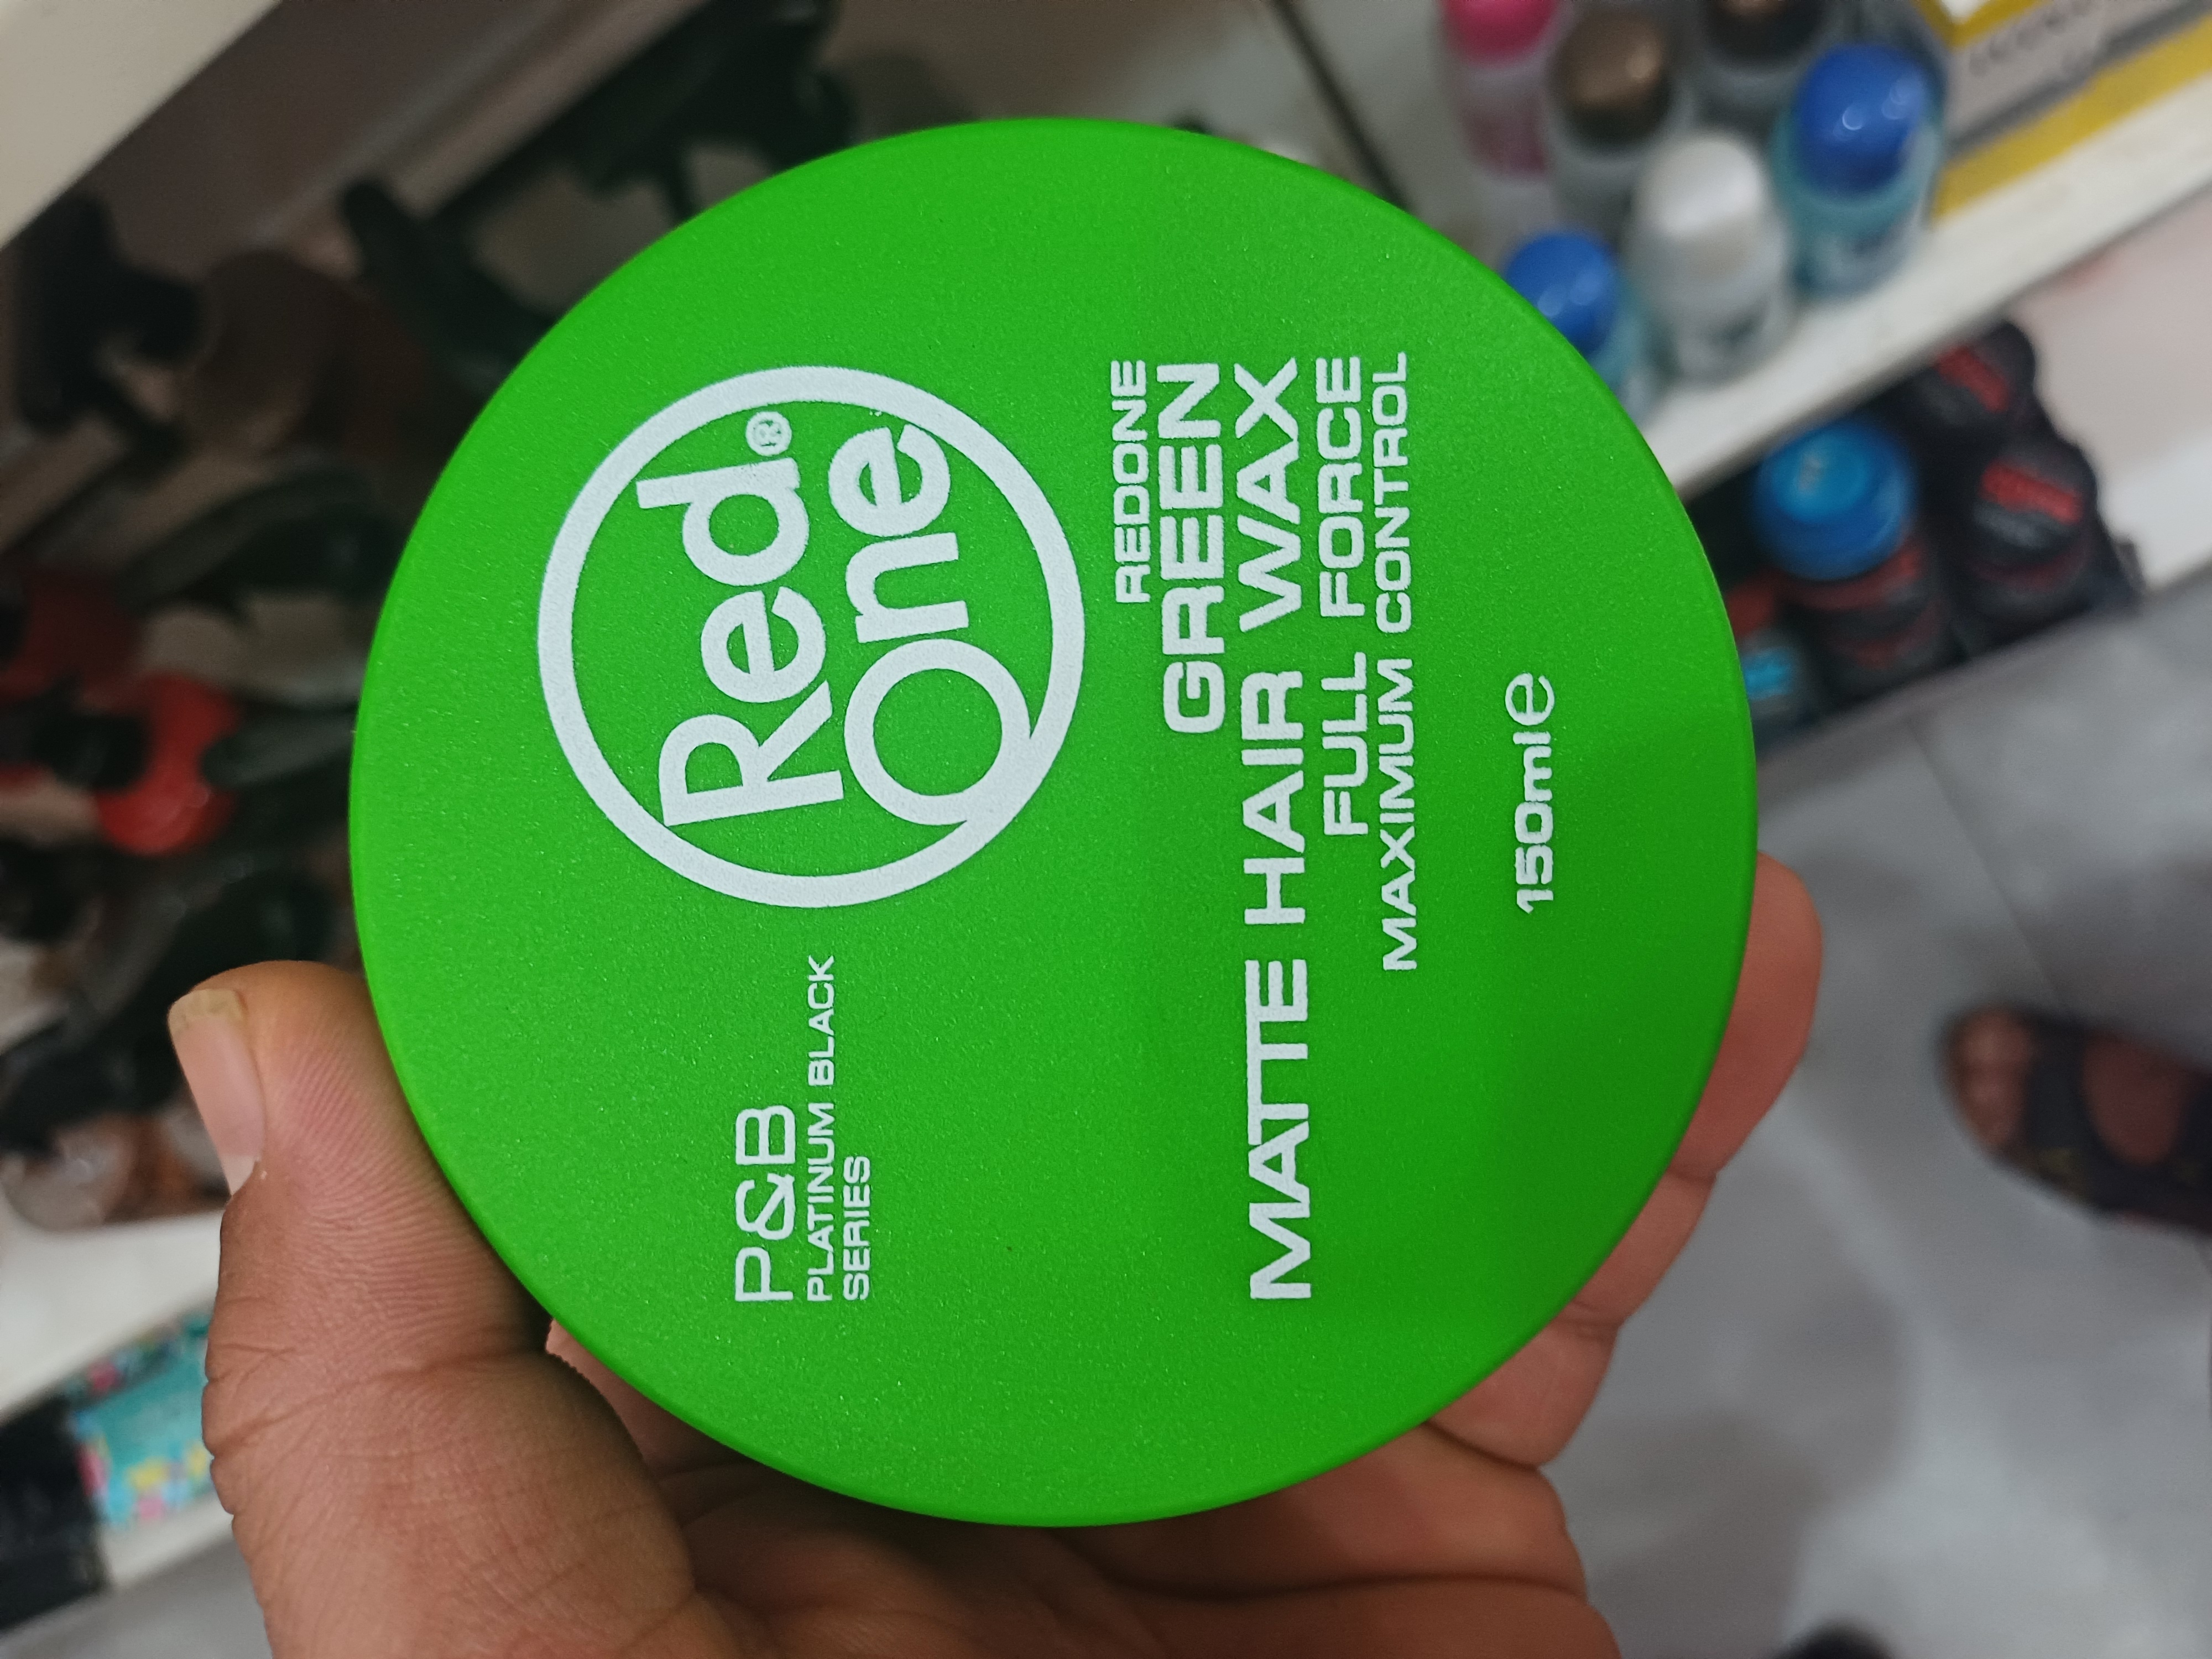 Red®
One
P&B
PLATINUM BLACK
SERIES
REDONE
GREEN
MATTE HAIR WAX
FULL FORCE
MAXIMUM CONTROL
150ml℮